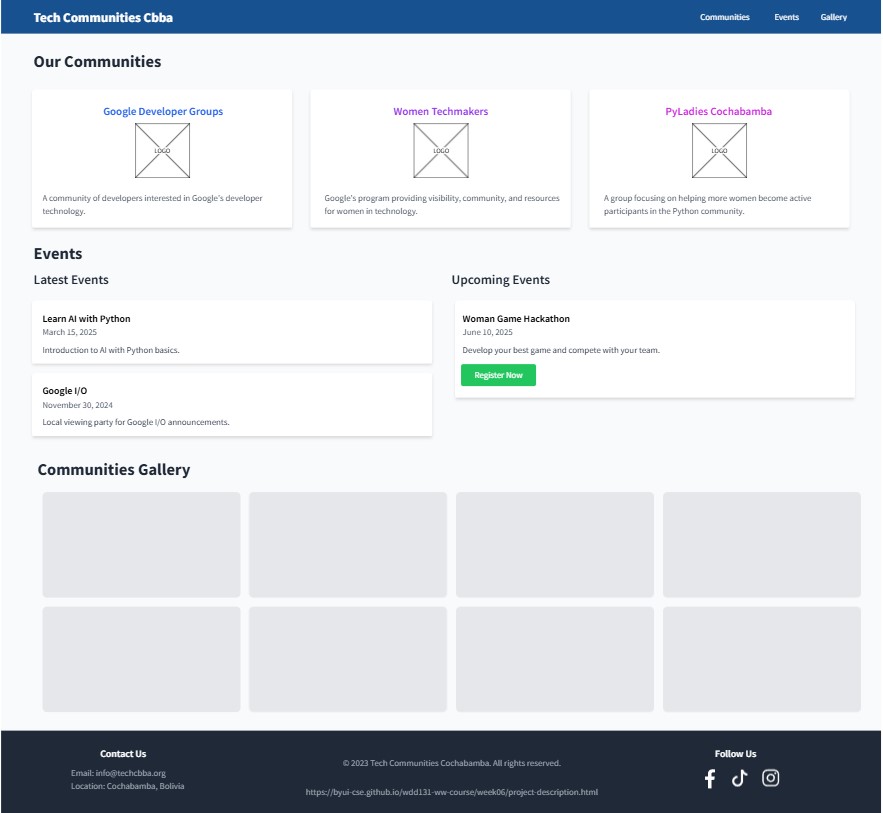 Tech Communities Cbba
Communities Events Gallery
Our Communities
Google Developer Groups
LOGO
A community of developers interested in Google's developer
technology.
Women Techmakers
LOGO
Google's program providing visibility, community, and resources
for women in technology.
PyLadies Cochabamba
LOGO
A group focusing on helping more women become active
participants in the Python community.
Events
Latest Events
Learn AI with Python
March 15, 2025
Introduction to AI with Python basics.
Google I/O
November 30, 2024
Local viewing party for Google I/O announcements.
Upcoming Events
Woman Game Hackathon
June 10, 2025
Develop your best game and compete with your team.
Register Now
Communities Gallery
Contact Us
Email: info@techcbba.org
Location: Cochabamba, Bolivia
© 2023 Tech Communities Cochabamba. All rights reserved.
https://byui-cse.github.io/wdd131-ww-course/week06/project-description.html
Follow Us